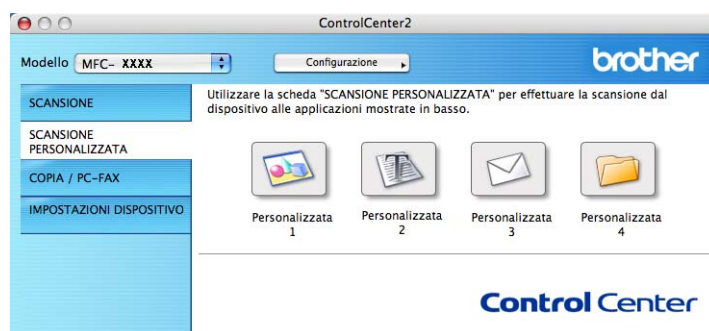 ControlCenter2
Modello MFC- XXXX Configurazione brother
SCANSIONE
SCANSIONE
PERSONALIZZATA
COPIA / PC-FAX
IMPOSTAZIONI DISPOSITIVO
Utilizzare la scheda "SCANSIONE PERSONALIZZATA" per effettuare la scansione dal
dispositivo alle applicazioni mostrate in basso.
Personalizzata
1
Personalizzata
2
Personalizzata
3
Personalizzata
4
Control Center